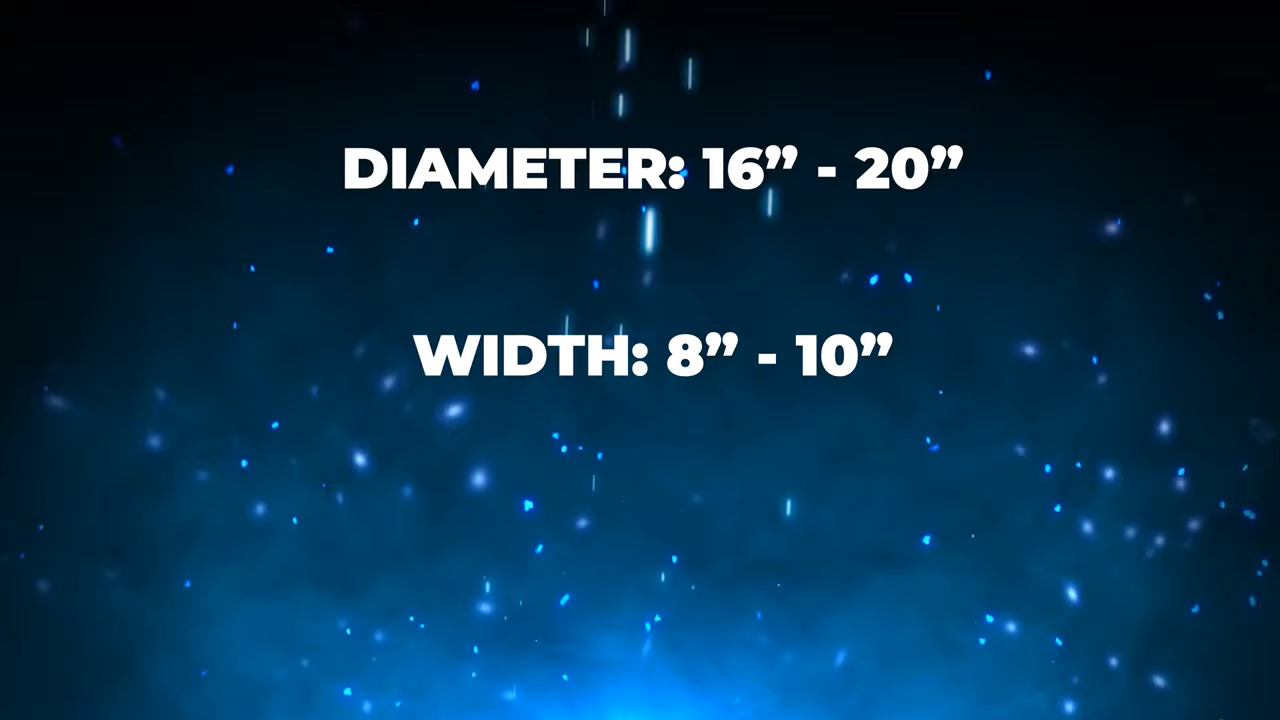 DIAMETER: 16” - 20”
WIDTH: 8” - 10”